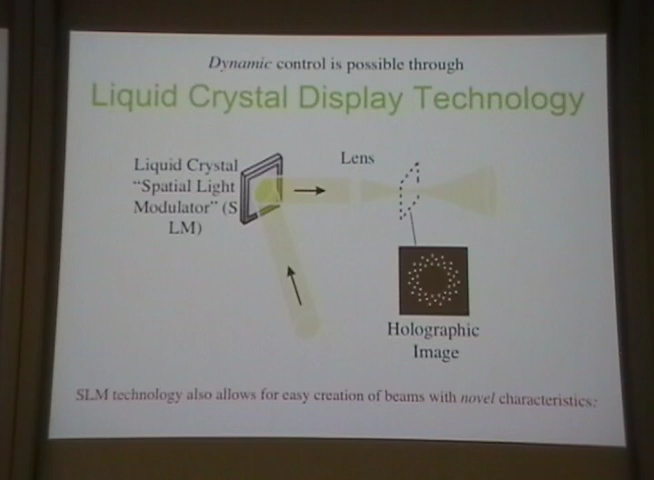 Dynamic control is possible through
Liquid Crystal Display Technology
Liquid Crystal
"Spatial Light
Modulator" (S
LM)
Lens
Holographic
Image
SLM technology also allows for easy creation of beams with novel characteristics: